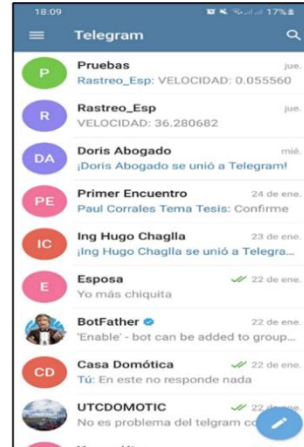 18:09
17%
Telegram
P
Pruebas
jue.
Rastreo_Esp: VELOCIDAD: 0.055560
R
Rastreo_Esp
jue.
VELOCIDAD: 36.280682
DA
Doris Abogado
mié.
¡Doris Abogado se unió a Telegram!
PE
Primer Encuentro
24 de ene.
Paul Corrales Tema Tesis: Confirme
IC
Ing Hugo Chaglla
23 de ene.
¡Ing Hugo Chaglla se unió a Telegra...
E
Esposa
22 de ene.
Yo más chiquita
BotFather
22 de ene.
'Enable' - bot can be added to group...
CD
Casa Domótica
22 de ene.
Tú: En este no responde nada
UTCDOMOTIC
22 de ene.
No es problema del telgram